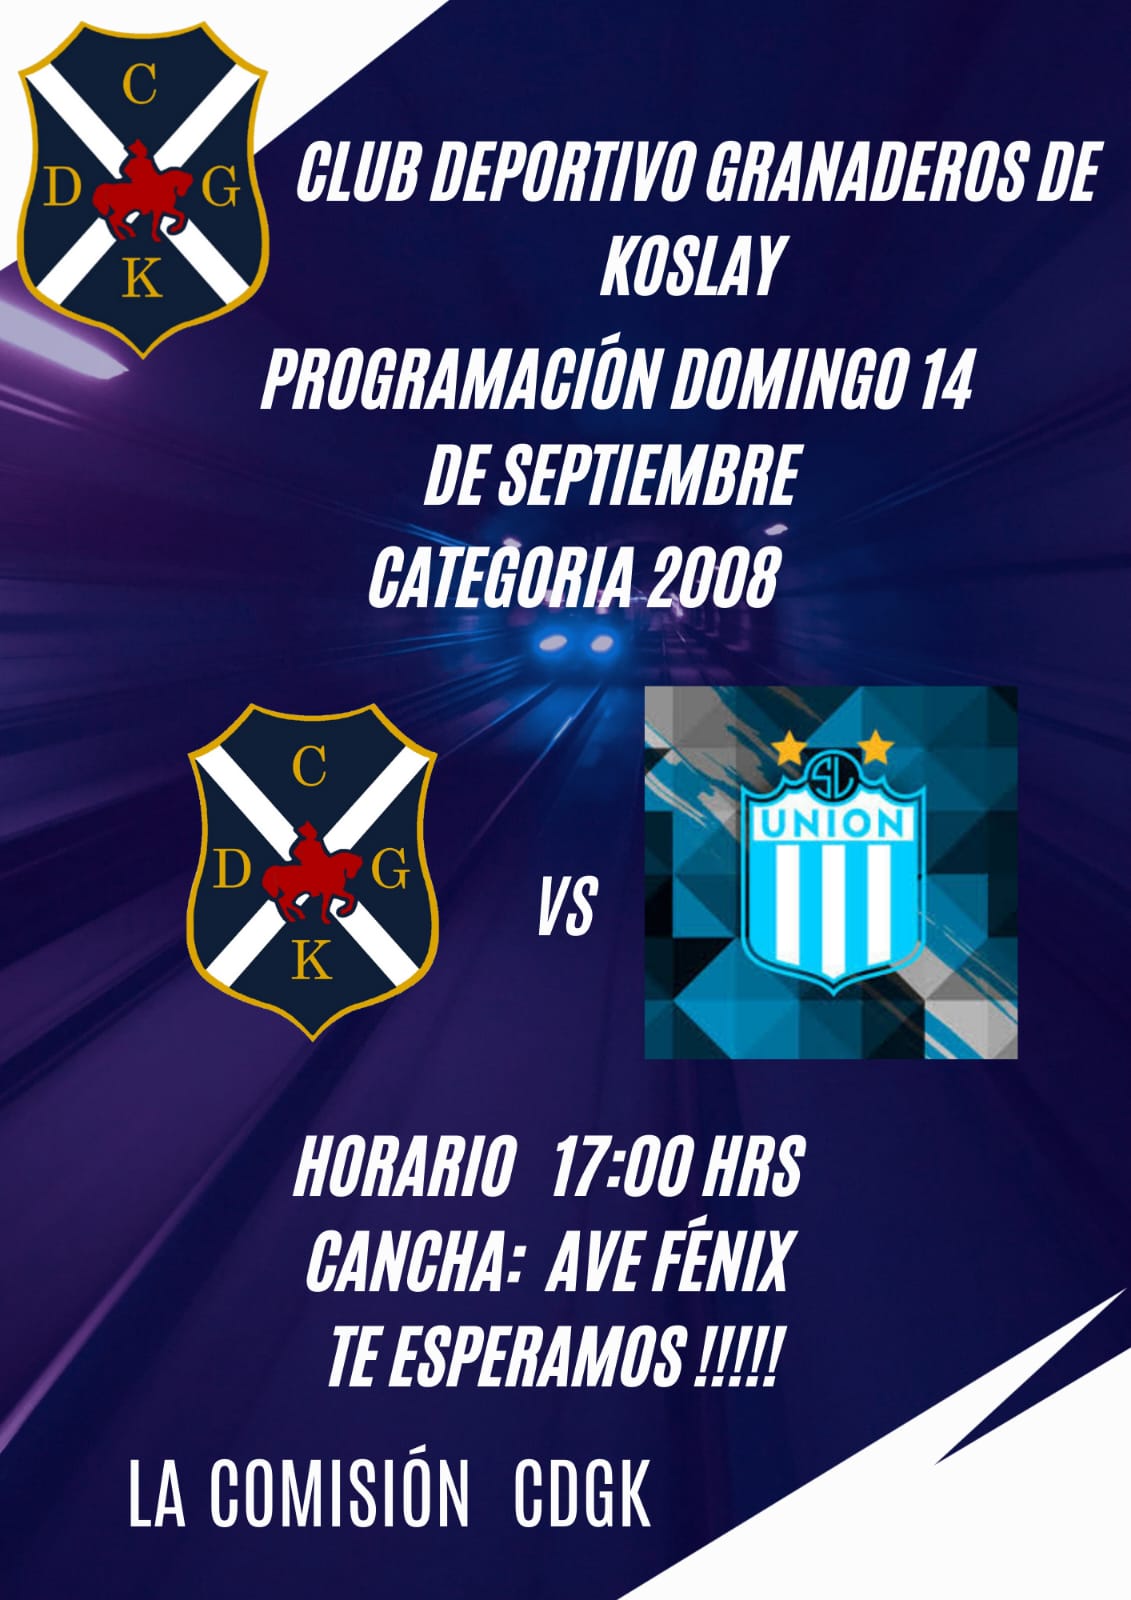 C
D G
K
CLUB DEPORTIVO GRANADEROS DE
KOSLAY
PROGRAMACIÓN DOMINGO 14
DE SEPTIEMBRE
CATEGORIA 2008
C
D G
K
VS
SL
UNION
HORARIO 17:00 HRS
CANCHA: AVE FÉNIX
TE ESPERAMOS !!!!!
LA COMISIÓN CDGK